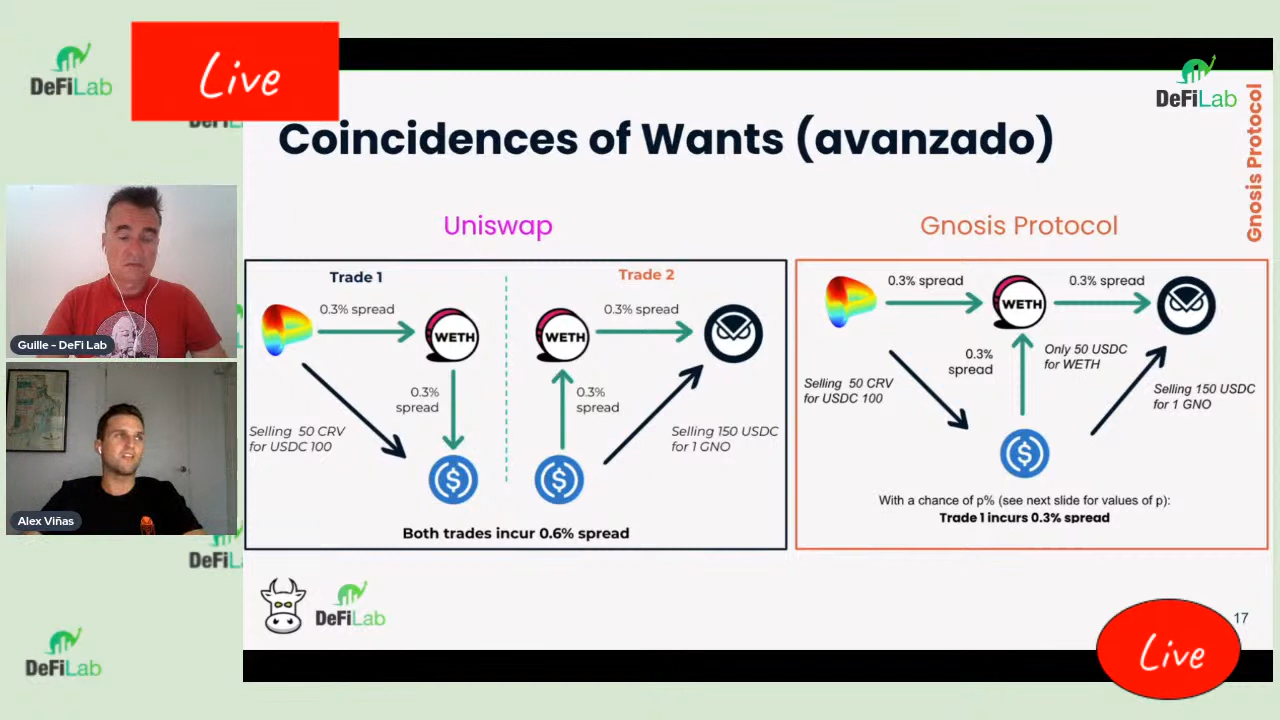 DeFiLab
Live
DeFiL
DeFiLab
Gnosis Protocol
Coincidences of Wants (avanzado)
Uniswap
Gnosis Protocol
Trade 1
Trade 2
0.3% spread
WETH
WETH
0.3% spread
0.3%
spread
0.3%
spread
Selling 50 CRV
for USDC 100
Selling 150 USDC
for 1 GNO
$
$
Both trades incur 0.6% spread
0.3% spread
WETH
0.3% spread
0.3%
spread
Only 50 USDC
for WETH
Selling 50 CRV
for USDC 100
Selling 150 USDC
for 1 GNO
$
With a chance of p% (see next slide for values of p):
Trade 1 incurs 0.3% spread
Guille - DeFi Lab
Alex Viñas
DeFiL
DeFiLab
17
Live
DeFiLab